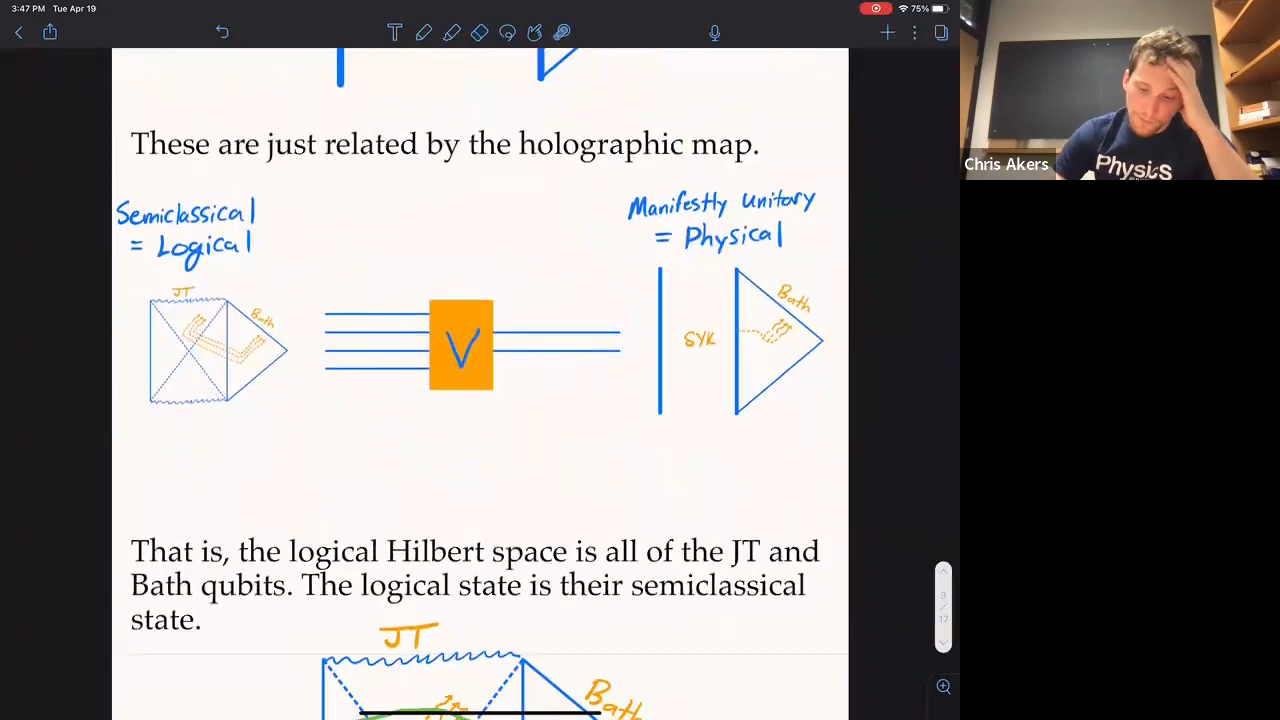 3:47 PM Tue Apr 19
75%
These are just related by the holographic map.
Semiclassical
= Logical
Manifestly Unitary
= Physical
JT
Bath
V
SYK
Bath
That is, the logical Hilbert space is all of the JT and
Bath qubits. The logical state is their semiclassical
state.
JT
Bath
3
/
17
Chris Akers
Physics